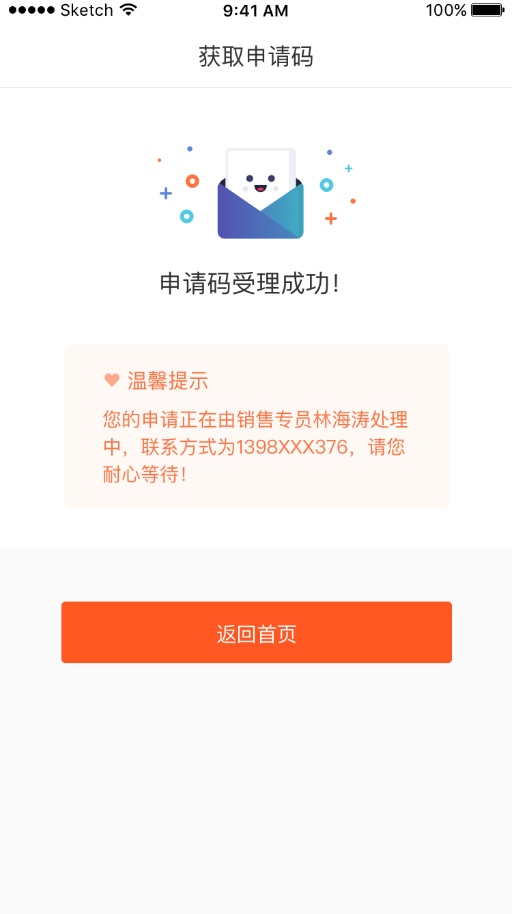 Sketch 9:41 AM 100%
获取申请码
申请码受理成功！
温馨提示
您的申请正在由销售专员林海涛处理
中，联系方式为1398XXX376，请您
耐心等待！
返回首页